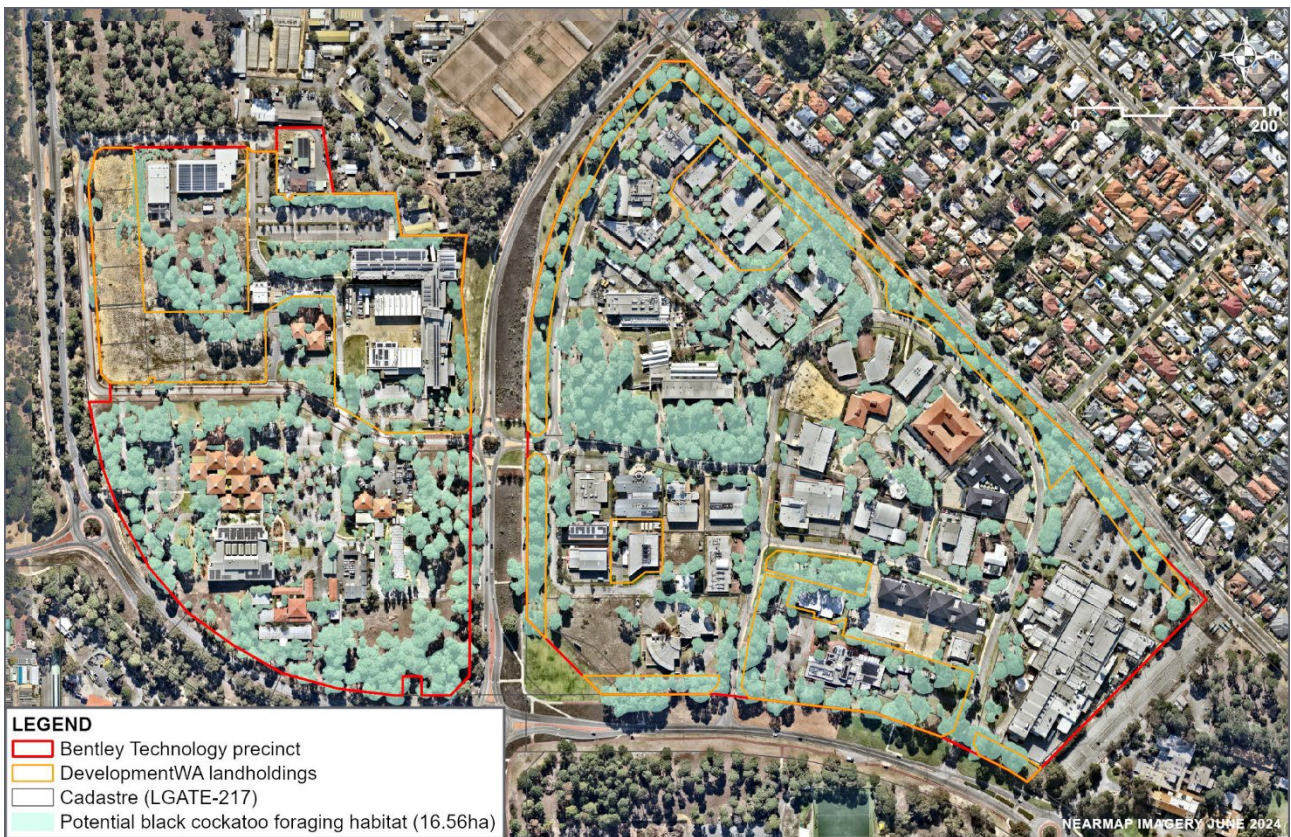 N
0
1m
200
LEGEND
Bentley Technology precinct
DevelopmentWA landholdings
Cadastre (LGATE-217)
Potential black cockatoo foraging habitat (16.56ha)
NEARMAP IMAGERY JUNE 2024